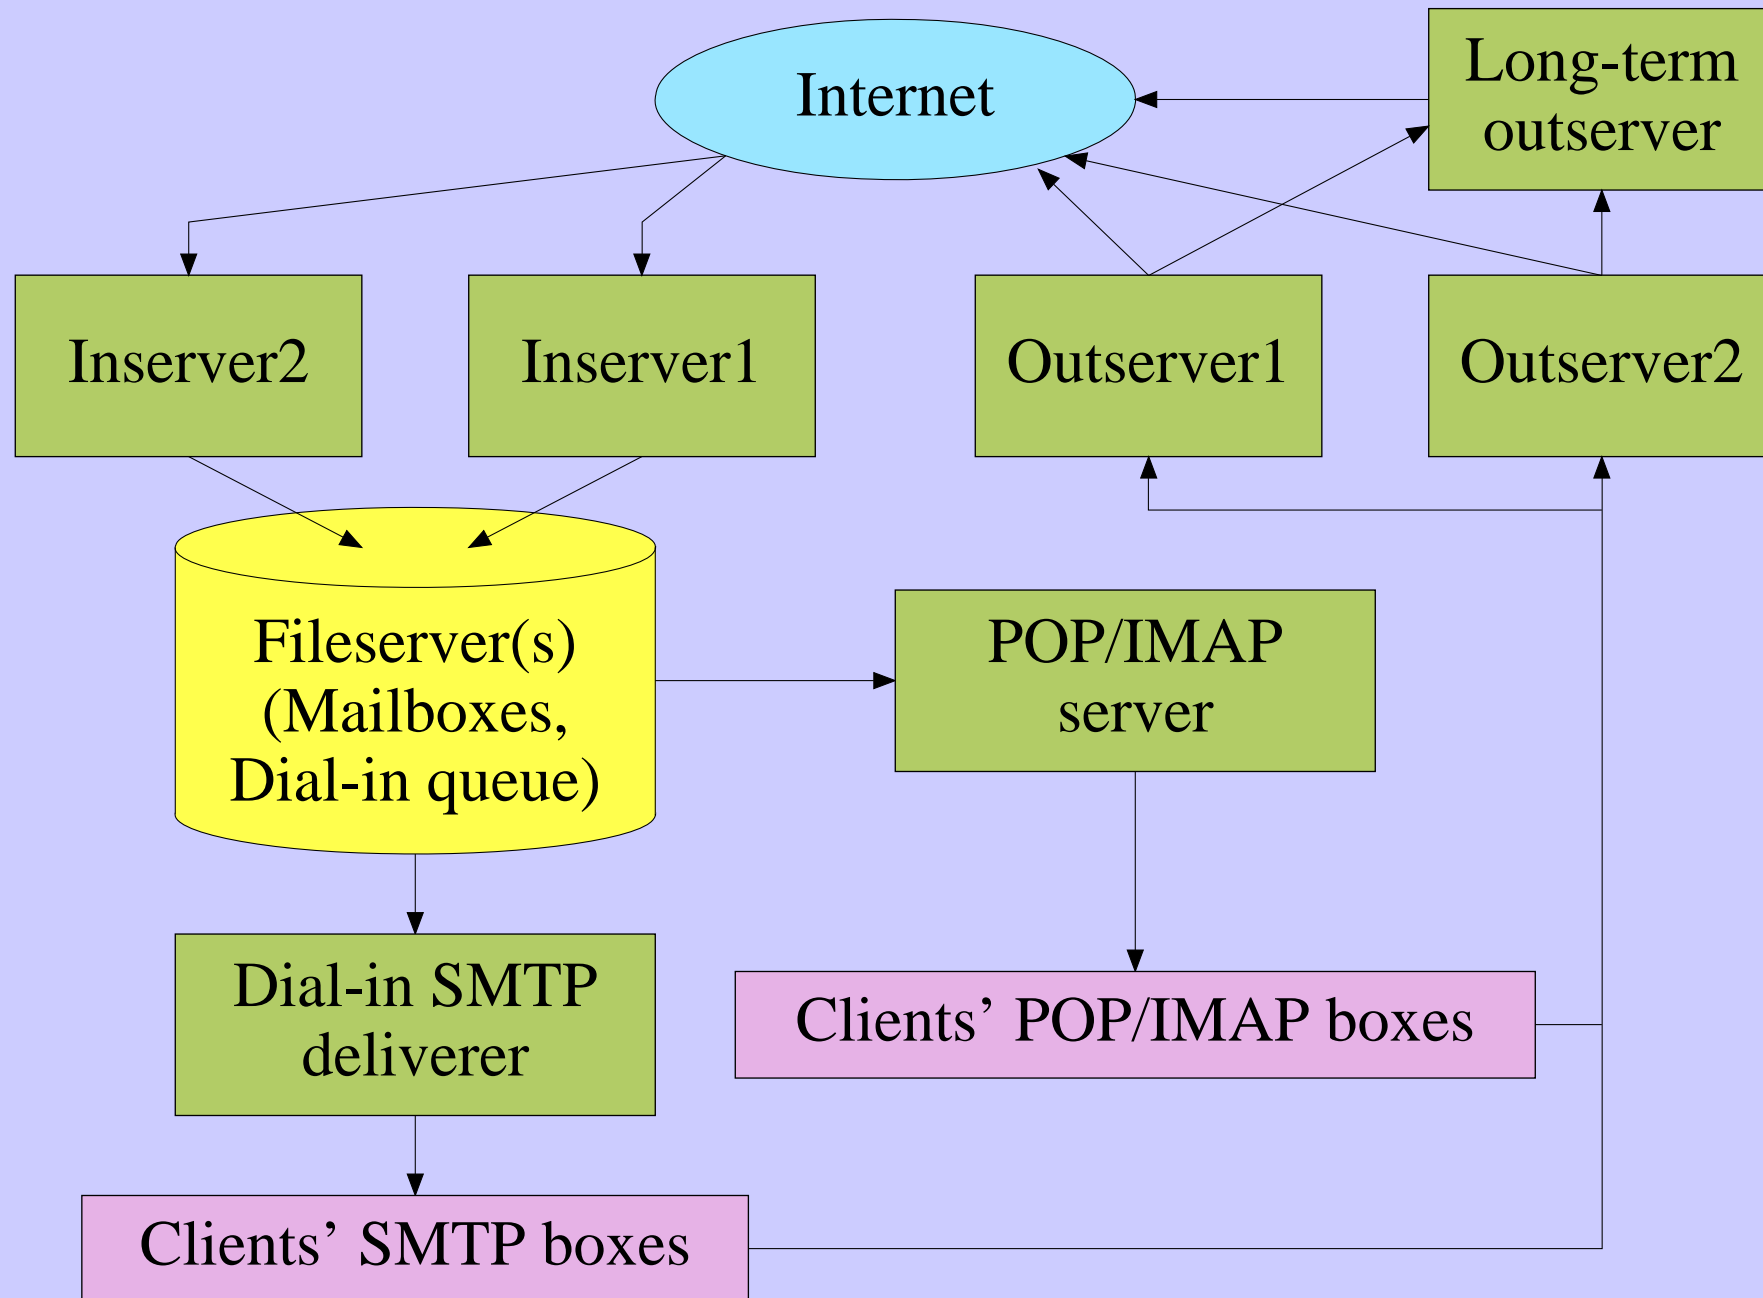 Internet
Long-term
outserver
Inserver2
Inserver1
Outserver1
Outserver2
Fileserver(s)
(Mailboxes,
Dial-in queue)
POP/IMAP
server
Dial-in SMTP
deliverer
Clients’ POP/IMAP boxes
Clients’ SMTP boxes